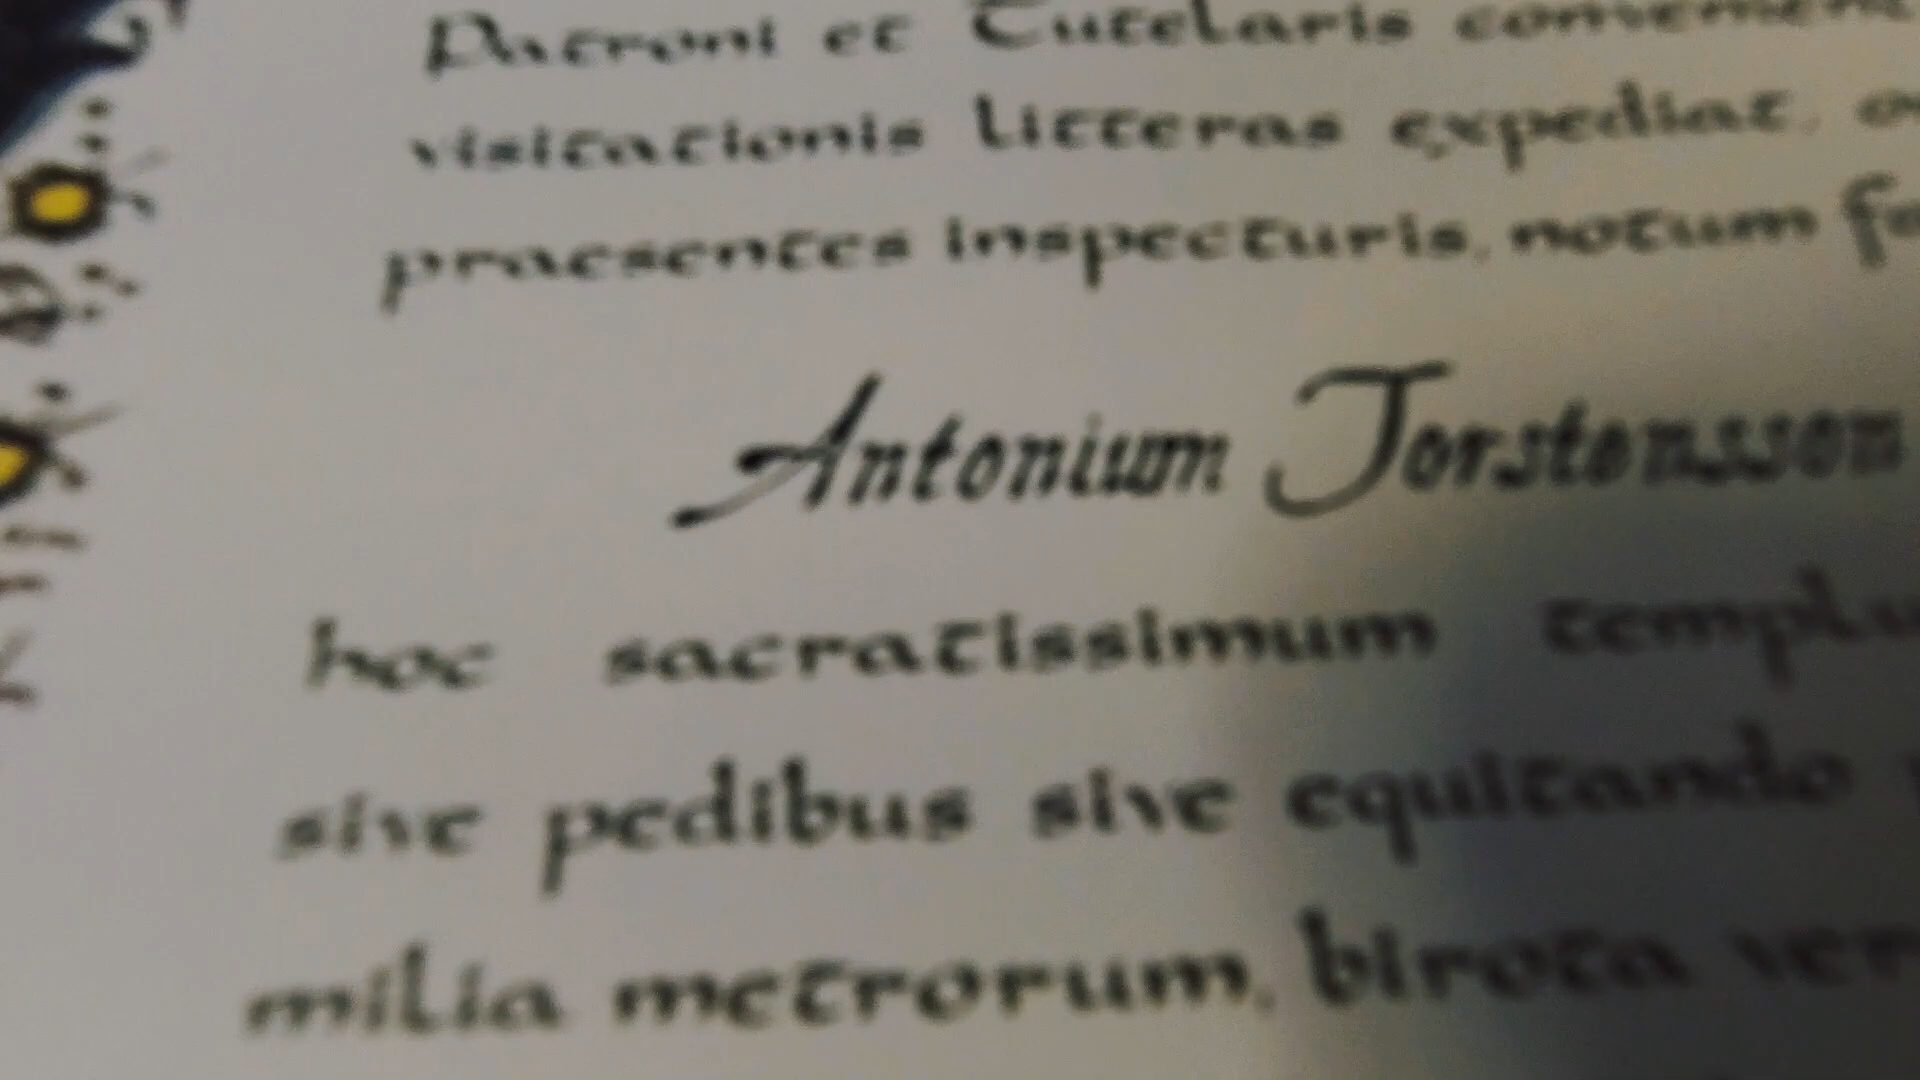 Patroni et Tutelaris convenient
visitationis litteras expediat,
praesentes inspecturis, notum
Antonium Torstensson
hoc sacratissimum
sive pedibus sive equitando
milia metrorum, birota